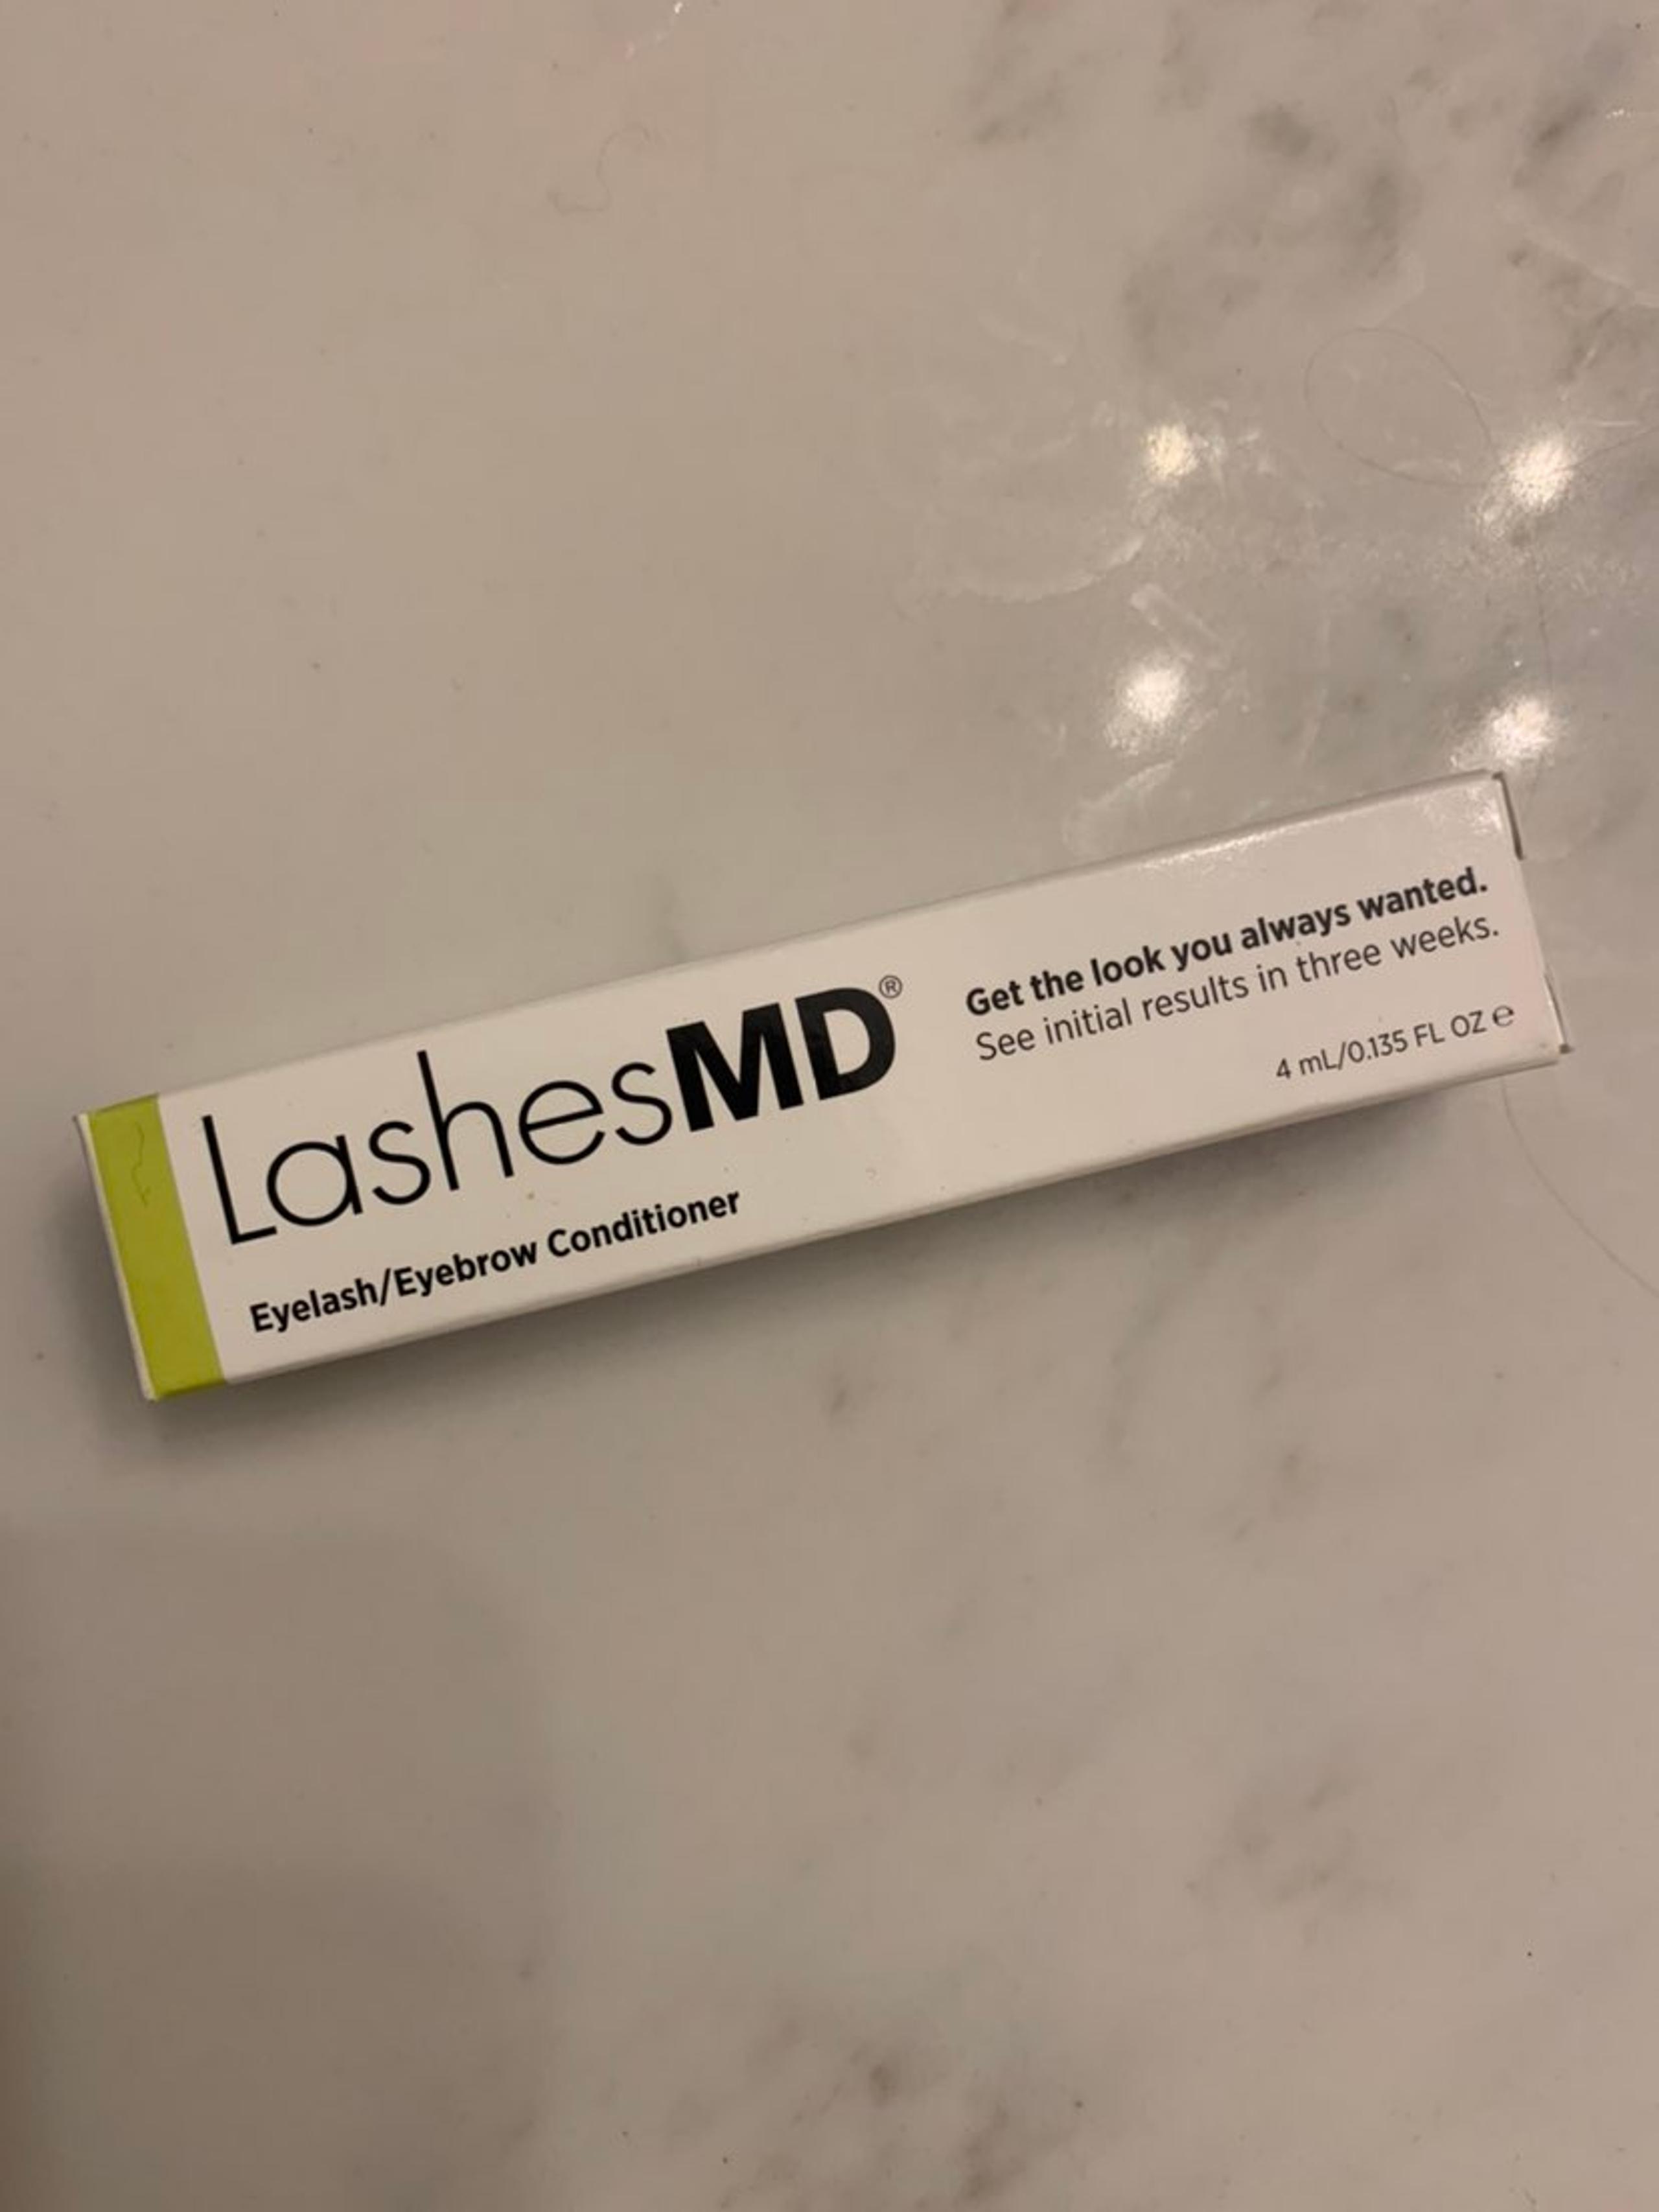 LashesMD®
Eyelash/Eyebrow Conditioner
Get the look you always wanted.
See initial results in three weeks.
4 mL/0.135 FL OZ ℮